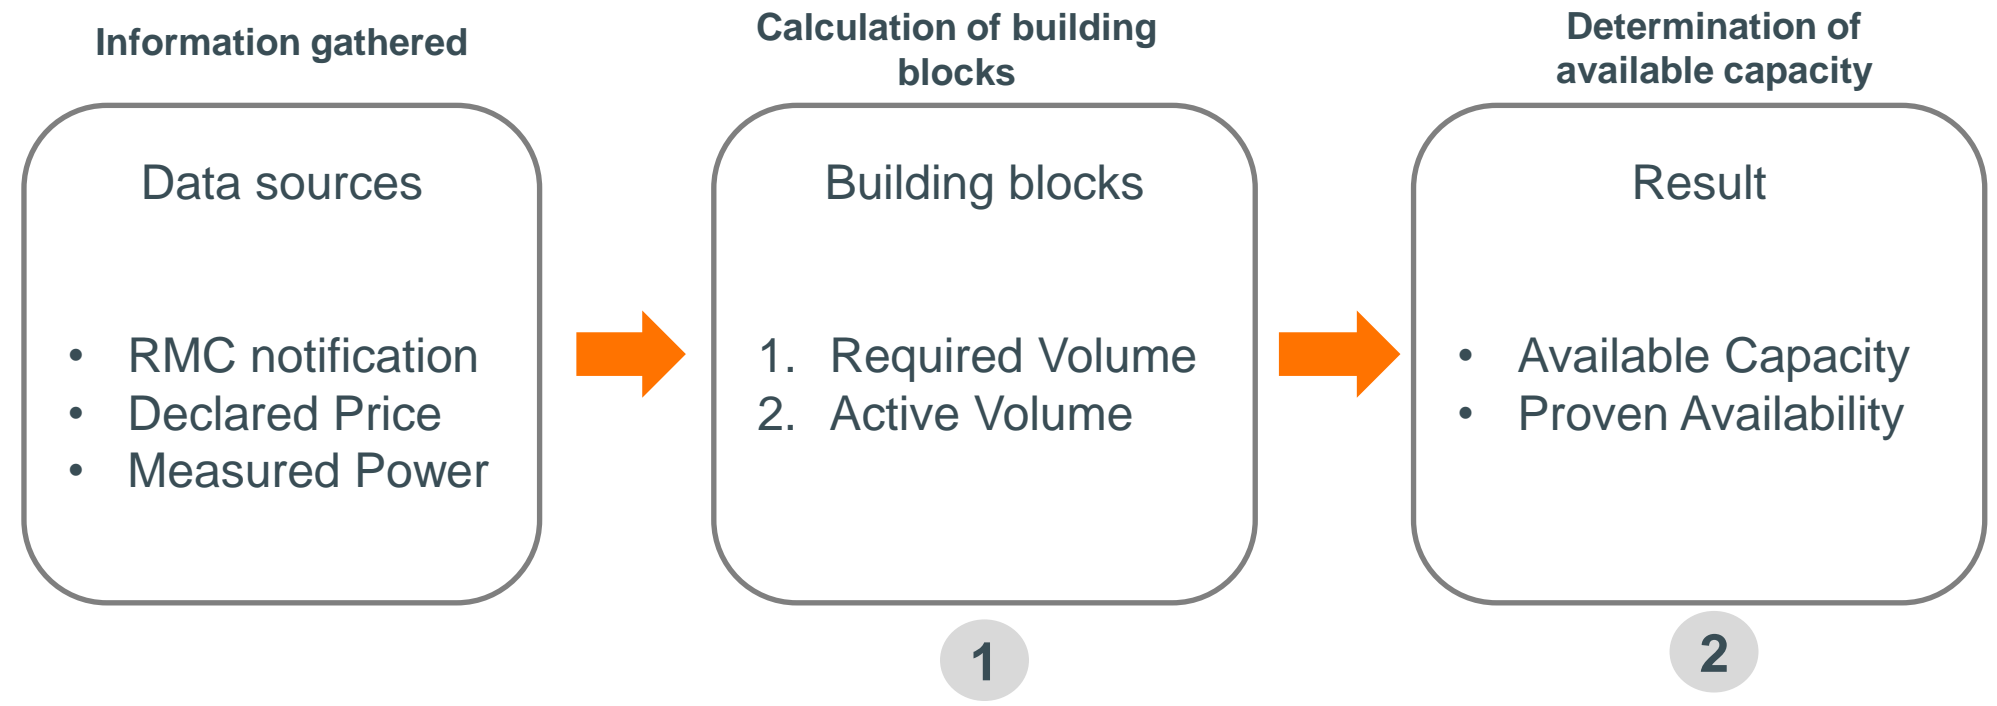 Information gathered
Calculation of building
blocks
Determination of
available capacity
Data sources
• RMC notification
• Declared Price
• Measured Power
Building blocks
1. Required Volume
2. Active Volume
Result
• Available Capacity
• Proven Availability
1
2